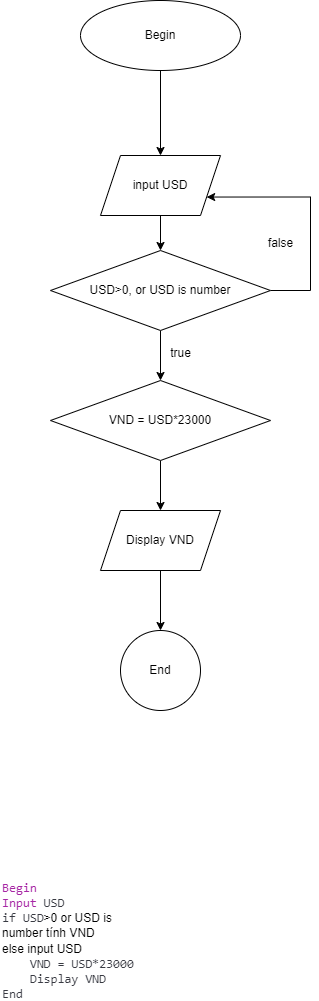 Begin
input USD
false
USD>0, or USD is number
true
VND = USD*23000
Display VND
End
Begin
Input USD
if USD>0 or USD is
number tính VND
else input USD
VND = USD*23000
Display VND
End